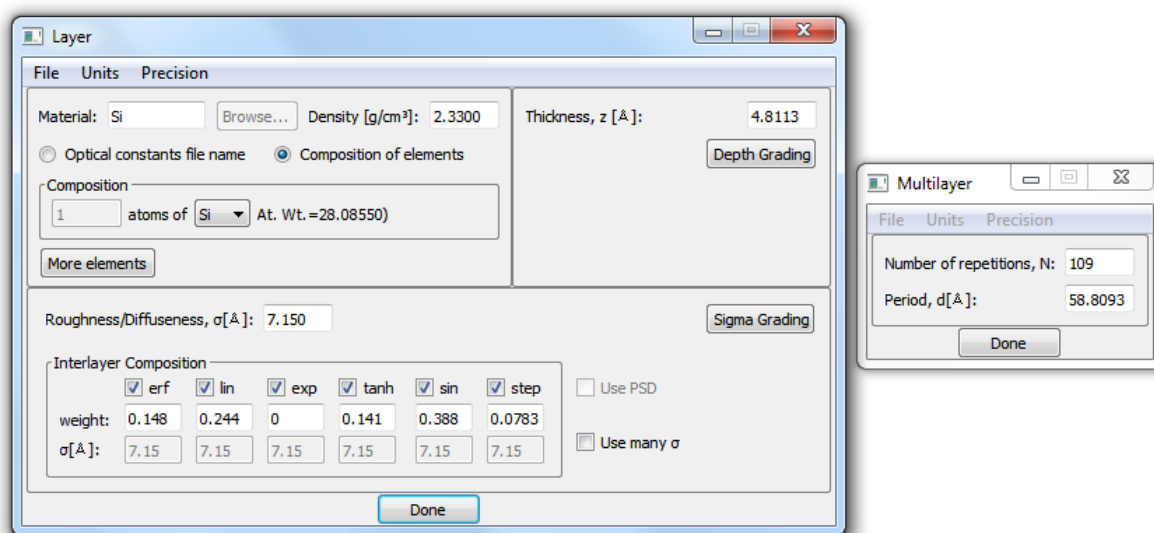 Layer
File Units Precision
Material: Si Browse... Density [g/cm³]: 2.3300
Optical constants file name Composition of elements
Composition
1 atoms of Si At. Wt.=28.08550)
More elements
Thickness, z [Å]: 4.8113
Depth Grading
Roughness/Diffuseness, σ[Å]: 7.150
Sigma Grading
Interlayer Composition
erf lin exp tanh sin step
weight: 0.148 0.244 0 0.141 0.388 0.0783
σ[Å]: 7.15 7.15 7.15 7.15 7.15 7.15
Use PSD
Use many σ
Done
Multilayer
File Units Precision
Number of repetitions, N: 109
Period, d[Å]: 58.8093
Done